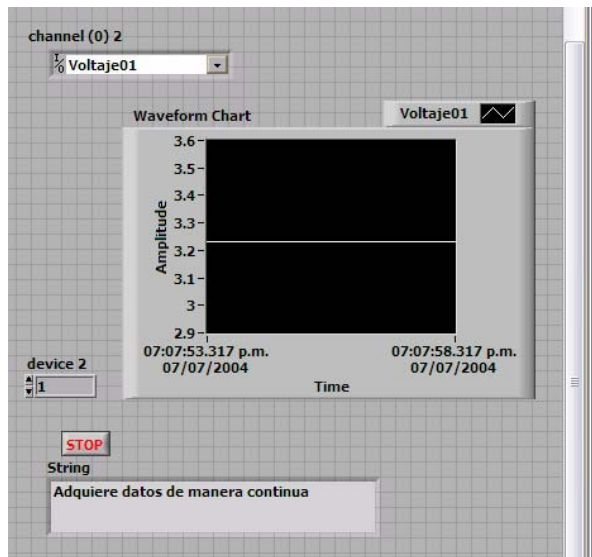 channel (0) 2
I/O Voltaje01
Waveform Chart
Voltaje01
3.6
3.5
3.4
3.3
3.2
3.1
3
2.9
Amplitude
07:07:53.317 p.m.
07/07/2004
07:07:58.317 p.m.
07/07/2004
Time
device 2
1
STOP
String
Adquiere datos de manera continua